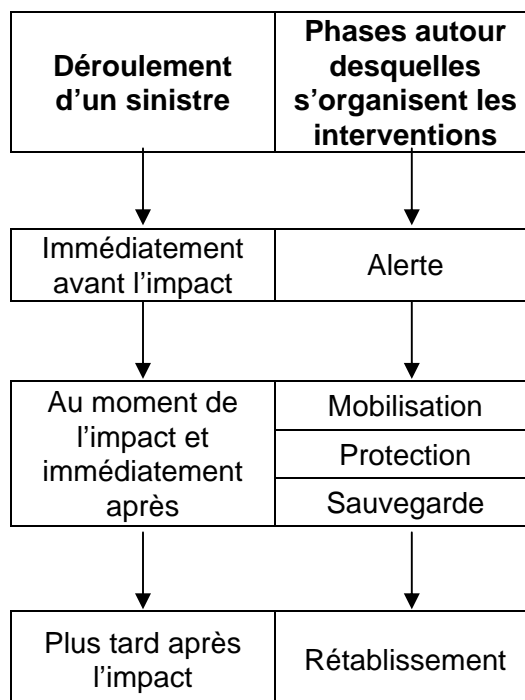 Déroulement
d’un sinistre
Phases autour
desquelles
s’organisent les
interventions
Immédiatement
avant l’impact
Alerte
Au moment de
l’impact et
immédiatement
après
Mobilisation
Protection
Sauvegarde
Plus tard après
l’impact
Rétablissement